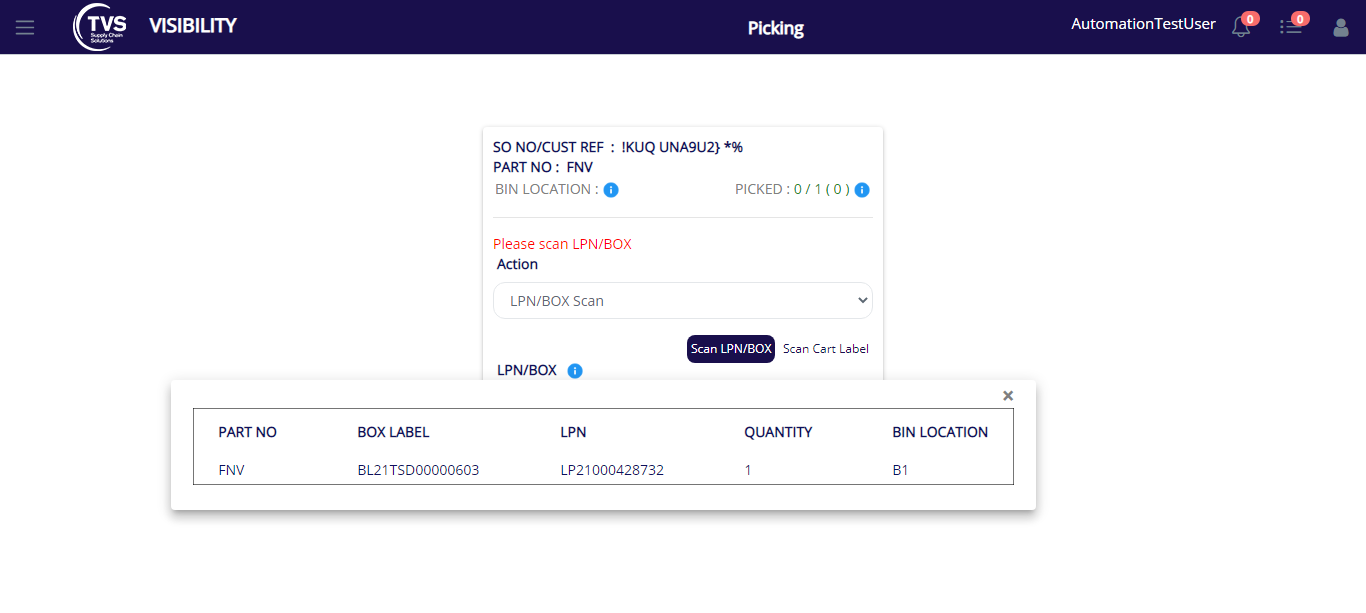 TVS
Supply Chain
Solutions
VISIBILITY
Picking
AutomationTestUser
0
0
SO NO/CUST REF : !KUQ UNA9U2} *%
PART NO : FNV
BIN LOCATION : i
PICKED : 0 / 1 ( 0 ) i
Please scan LPN/BOX
Action
LPN/BOX Scan
Scan LPN/BOX Scan Cart Label
LPN/BOX i
×
PART NO BOX LABEL LPN QUANTITY BIN LOCATION
FNV BL21TSD00000603 LP21000428732 1 B1